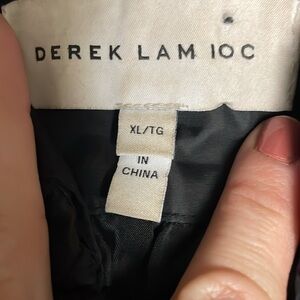 DEREK LAM 10C
XL/TG
IN
CHINA